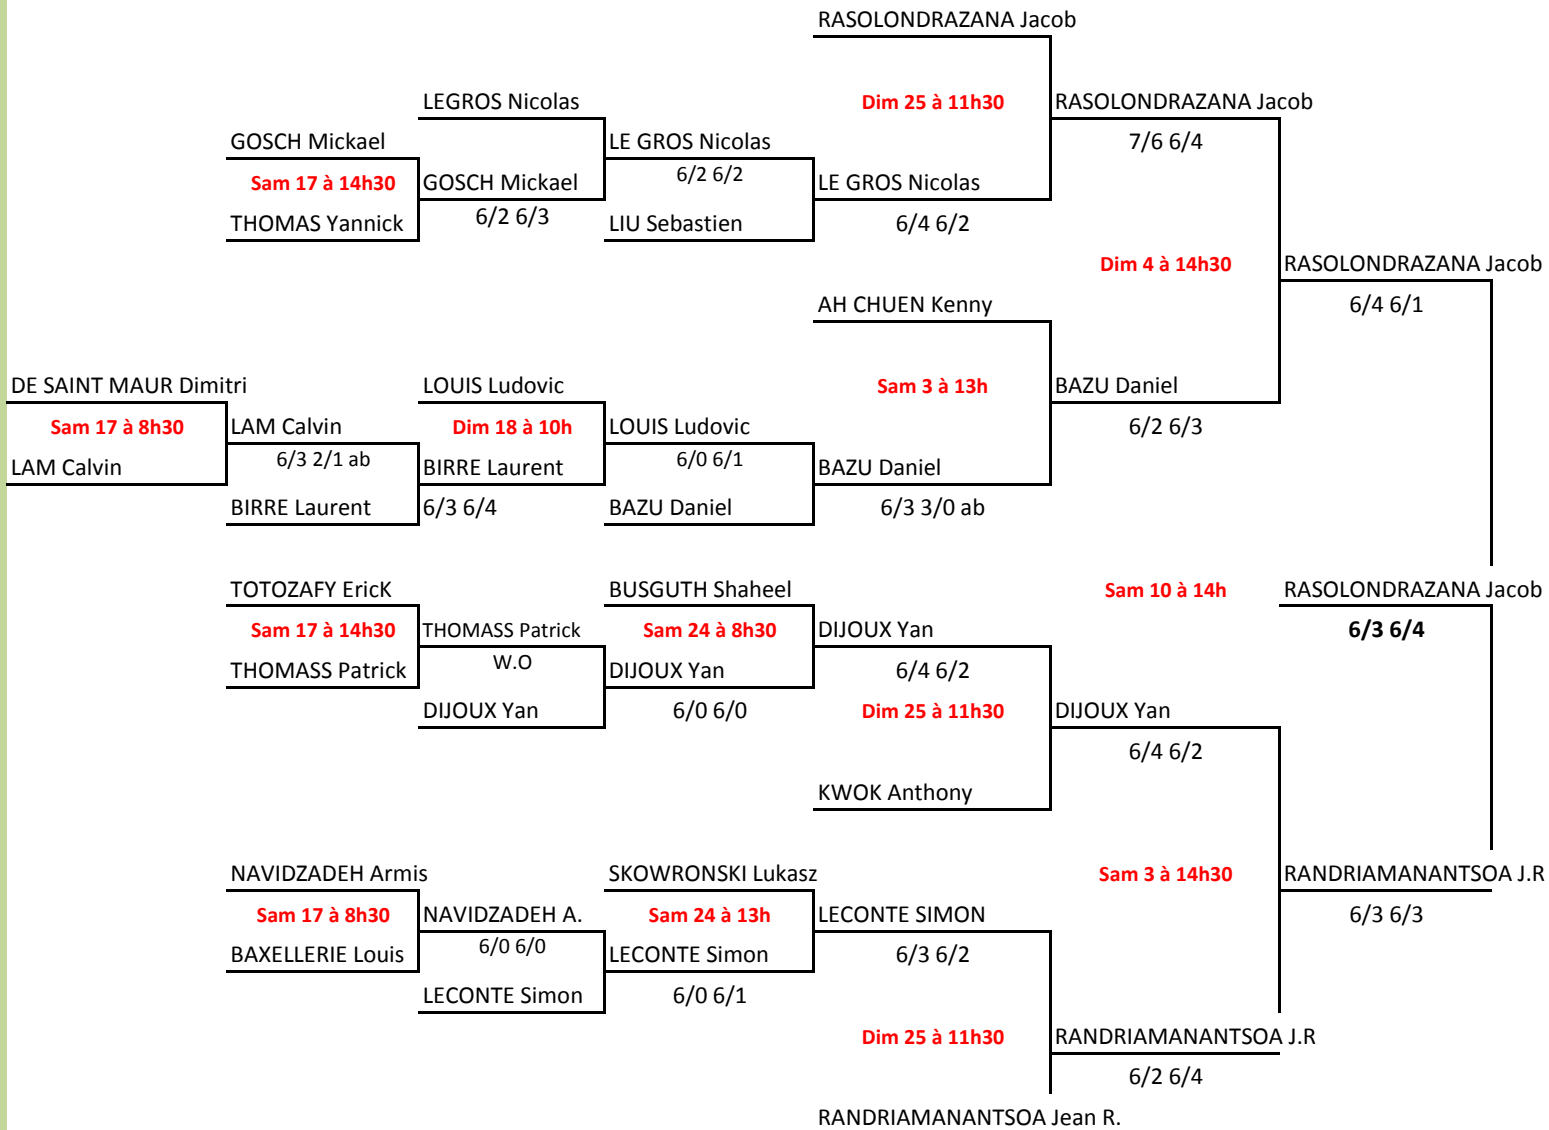 RASOLONDRAZANA Jacob
LEGROS Nicolas
Dim 25 à 11h30
RASOLONDRAZANA Jacob
GOSCH Mickael
LE GROS Nicolas
7/6 6/4
Sam 17 à 14h30
GOSCH Mickael
6/2 6/2
LE GROS Nicolas
THOMAS Yannick
6/2 6/3
LIU Sebastien
6/4 6/2
Dim 4 à 14h30
RASOLONDRAZANA Jacob
AH CHUEN Kenny
6/4 6/1
DE SAINT MAUR Dimitri
LOUIS Ludovic
Sam 3 à 13h
BAZU Daniel
Sam 17 à 8h30
LAM Calvin
Dim 18 à 10h
LOUIS Ludovic
6/2 6/3
LAM Calvin
6/3 2/1 ab
BIRRE Laurent
6/0 6/1
BAZU Daniel
BIRRE Laurent
6/3 6/4
BAZU Daniel
6/3 3/0 ab
TOTOZAFY EricK
BUSGUTH Shaheel
Sam 10 à 14h
RASOLONDRAZANA Jacob
Sam 17 à 14h30
THOMASS Patrick
Sam 24 à 8h30
DIJOUX Yan
6/3 6/4
THOMASS Patrick
W.O
DIJOUX Yan
6/4 6/2
DIJOUX Yan
6/0 6/0
Dim 25 à 11h30
DIJOUX Yan
6/4 6/2
KWOK Anthony
NAVIDZADEH Armis
SKOWRONSKI Lukasz
Sam 3 à 14h30
RANDRIAMANANTSOA J.R
Sam 17 à 8h30
NAVIDZADEH A.
Sam 24 à 13h
LECONTE SIMON
6/3 6/3
BAXELLERIE Louis
6/0 6/0
LECONTE Simon
6/3 6/2
LECONTE Simon
6/0 6/1
Dim 25 à 11h30
RANDRIAMANANTSOA J.R
6/2 6/4
RANDRIAMANANTSOA Jean R.